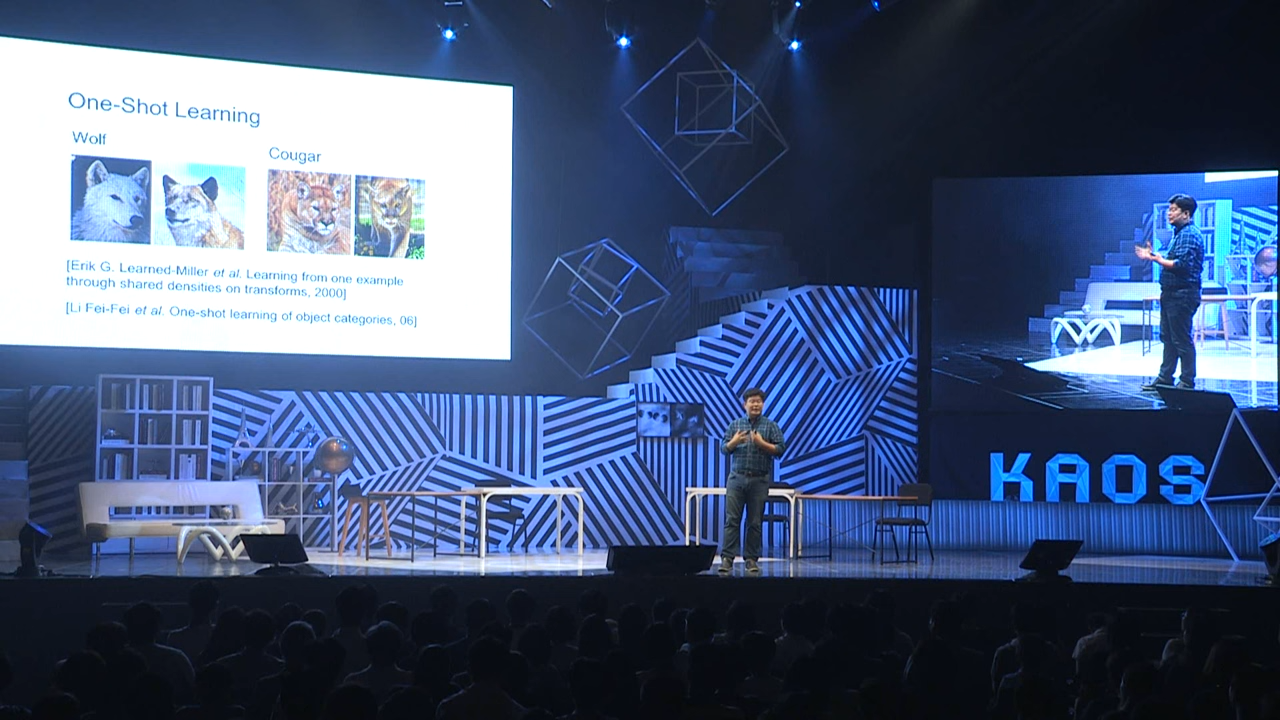 One-Shot Learning
Wolf
Cougar
[Erik G. Learned-Miller et al. Learning from one example
through shared densities on transforms, 2000]
[Li Fei-Fei et al. One-shot learning of object categories, 06]
KAOS